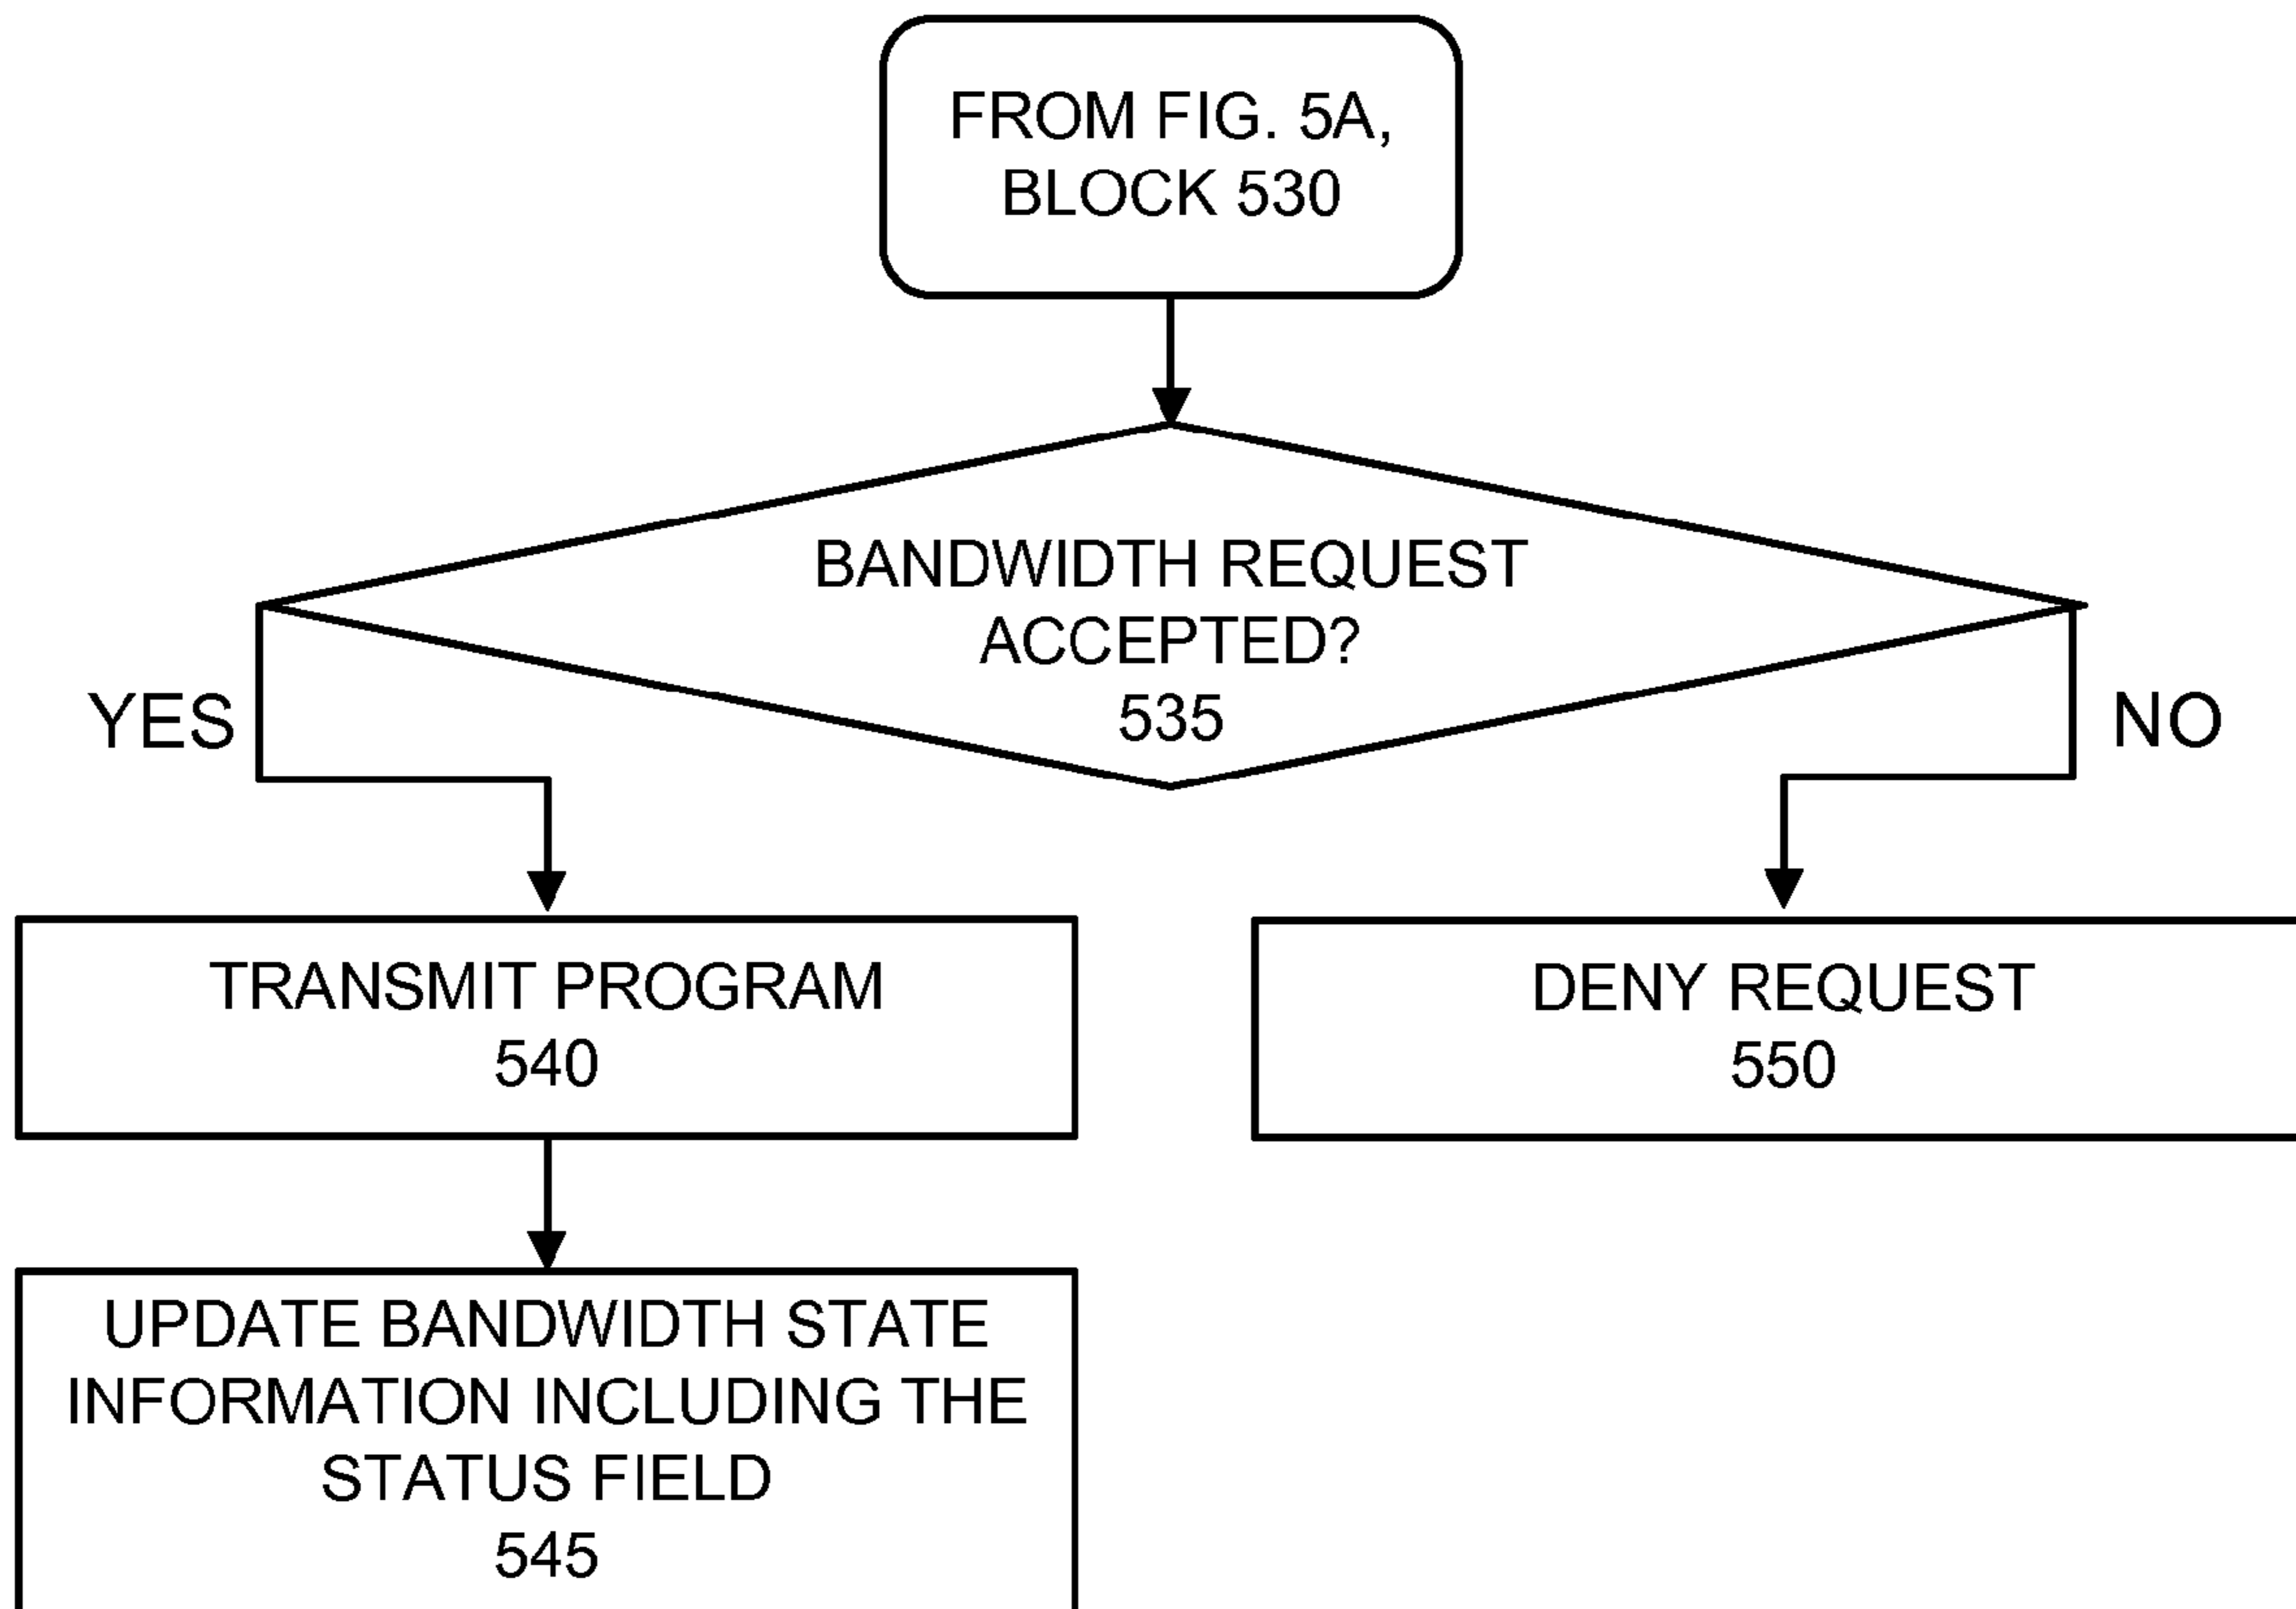 FROM FIG. 5A,
BLOCK 530
BANDWIDTH REQUEST
ACCEPTED?
535
YES
NO
TRANSMIT PROGRAM
540
DENY REQUEST
550
UPDATE BANDWIDTH STATE
INFORMATION INCLUDING THE
STATUS FIELD
545